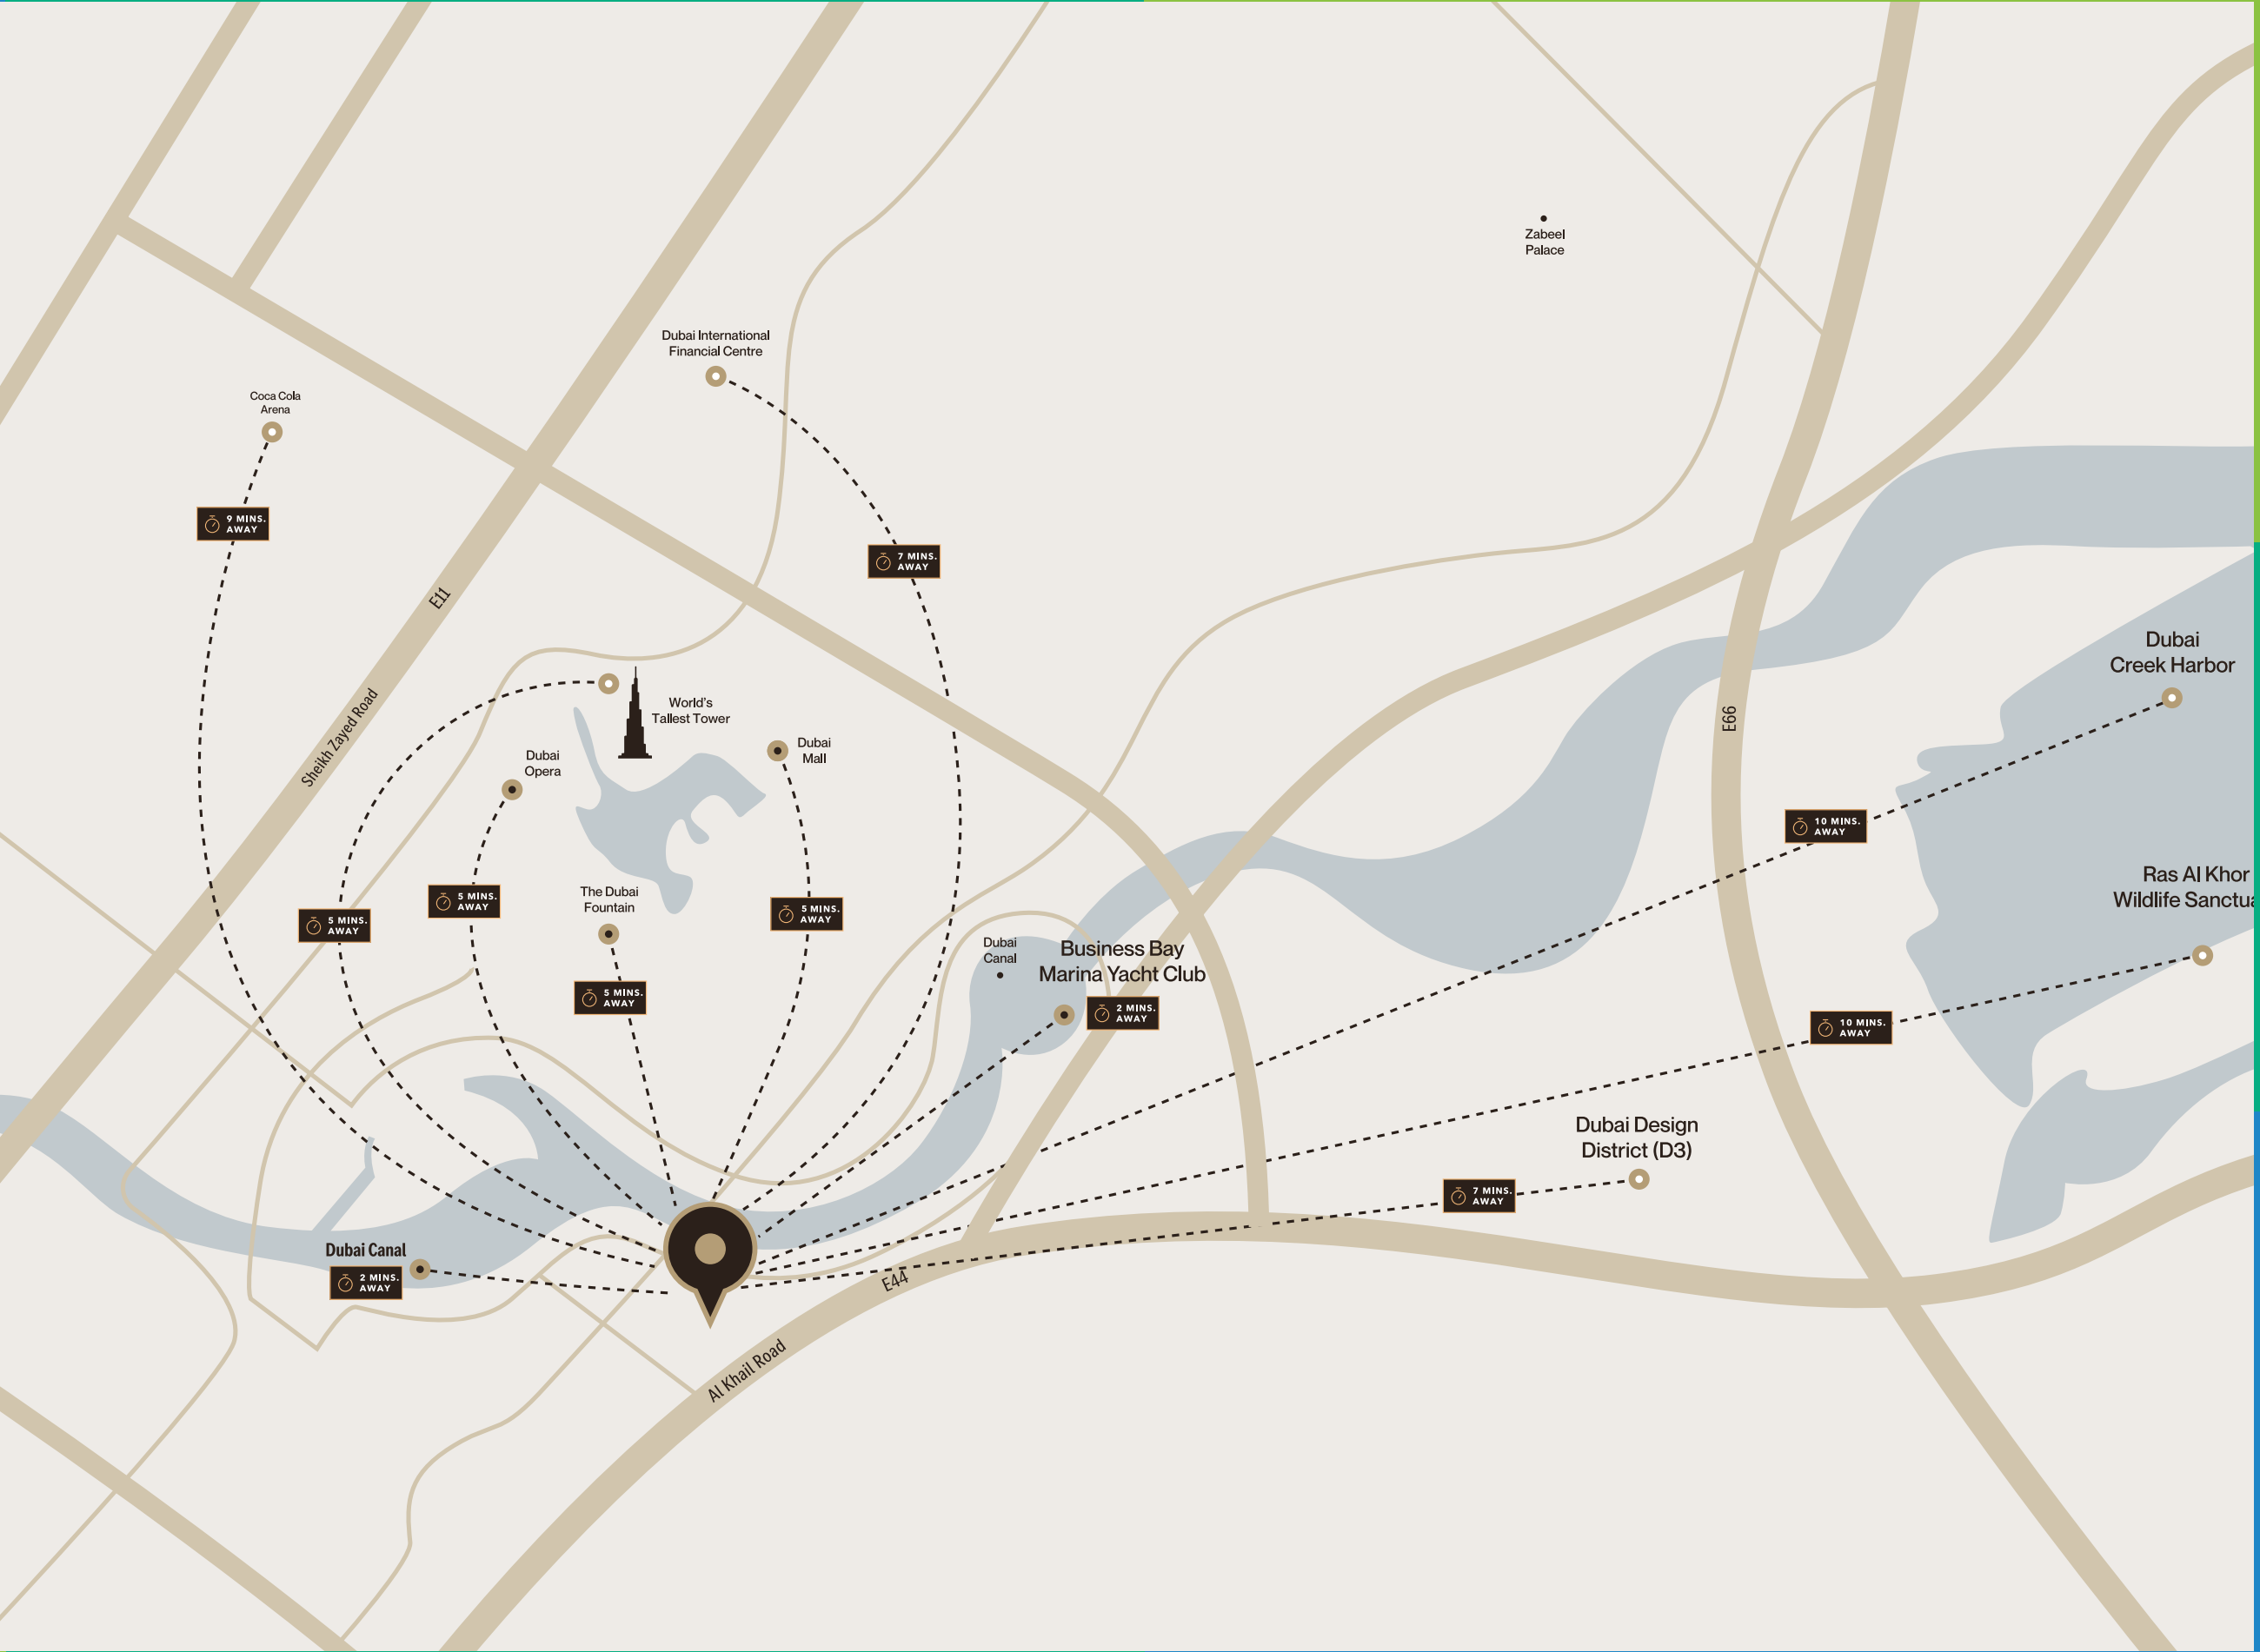 Zabeel
Palace
Dubai International
Financial Centre
Coca Cola
Arena
9 MINS.
AWAY
7 MINS.
AWAY
E11
Sheikh Zayed Road
World's
Tallest Tower
Dubai
Mall
Dubai
Opera
Dubai
Creek Harbor
E66
10 MINS.
AWAY
Ras Al Khor
Wildlife Sanctua
The Dubai
Fountain
5 MINS.
AWAY
5 MINS.
AWAY
5 MINS.
AWAY
5 MINS.
AWAY
Dubai
Canal
Business Bay
Marina Yacht Club
2 MINS.
AWAY
10 MINS.
AWAY
Dubai Design
District (D3)
7 MINS.
AWAY
Dubai Canal
2 MINS.
AWAY
E44
Al Khail Road